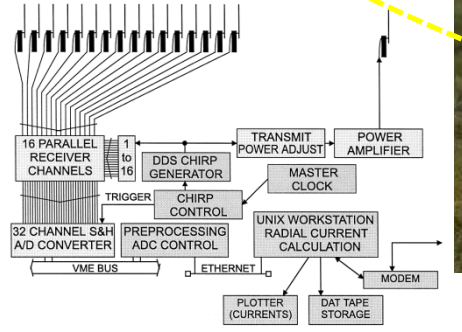 16 PARALLEL
RECEIVER
CHANNELS
1
to
16
TRANSMIT
POWER ADJUST
POWER
AMPLIFIER
DDS CHIRP
GENERATOR
TRIGGER
CHIRP
CONTROL
MASTER
CLOCK
32 CHANNEL S&H
A/D CONVERTER
PREPROCESSING
ADC CONTROL
UNIX WORKSTATION
RADIAL CURRENT
CALCULATION
VME BUS
ETHERNET
MODEM
PLOTTER
(CURRENTS)
DAT TAPE
STORAGE